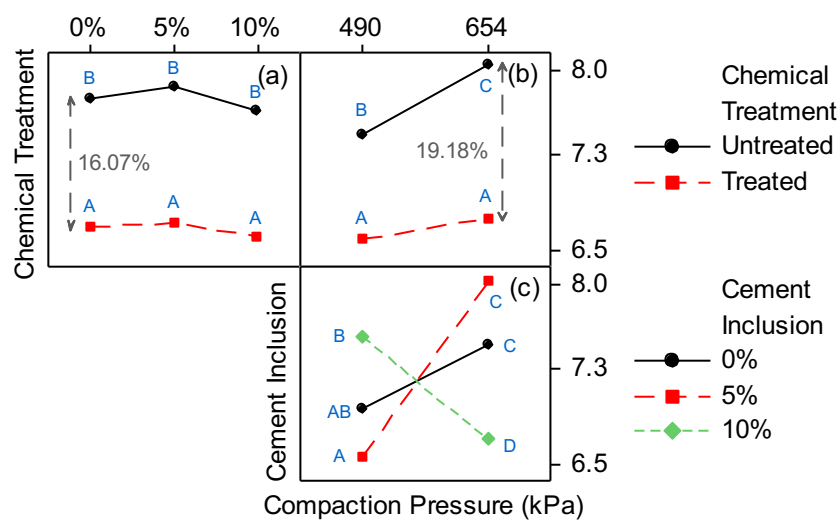 0% 5% 10% 490 654
Chemical Treatment
(a)
B B B
16.07%
A A A
(b)
B C
19.18%
A A
8.0
7.3
6.5
Chemical
Treatment
Untreated
Treated
Cement Inclusion
(c)
B C
AB C
A D
8.0
7.3
6.5
Cement
Inclusion
0%
5%
10%
Compaction Pressure (kPa)